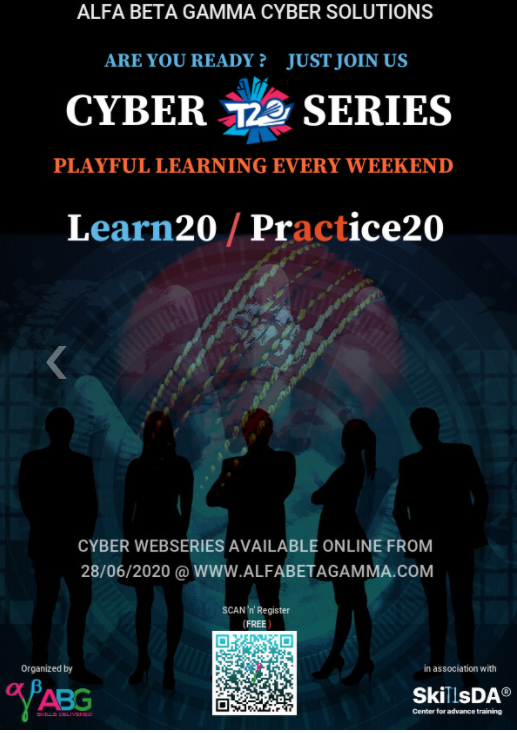 ALFA BETA GAMMA CYBER SOLUTIONS
ARE YOU READY ? JUST JOIN US
CYBER T20 SERIES
PLAYFUL LEARNING EVERY WEEKEND
Learn20 / Practice20
CYBER WEBSERIES AVAILABLE ONLINE FROM
28/06/2020 @ WWW.ALFABETAGAMMA.COM
SCAN 'n' Register
(FREE )
Organized by
αγβ ABG
SKILLS DELIVERED
in association with
SkillsDA®
Center for advance training